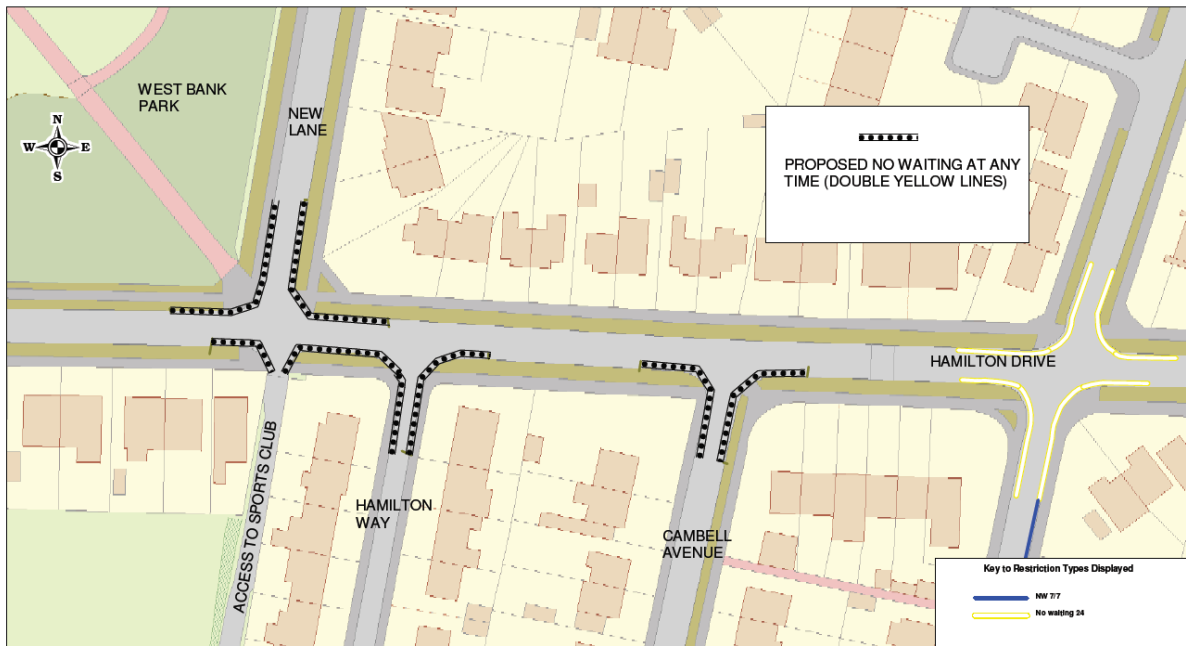 WEST BANK
PARK
NEW
LANE
N
W E
S
PROPOSED NO WAITING AT ANY
TIME (DOUBLE YELLOW LINES)
HAMILTON DRIVE
ACCESS TO SPORTS CLUB
HAMILTON
WAY
CAMBELL
AVENUE
Key to Restriction Types Displayed
NW 7/7
No waiting 24